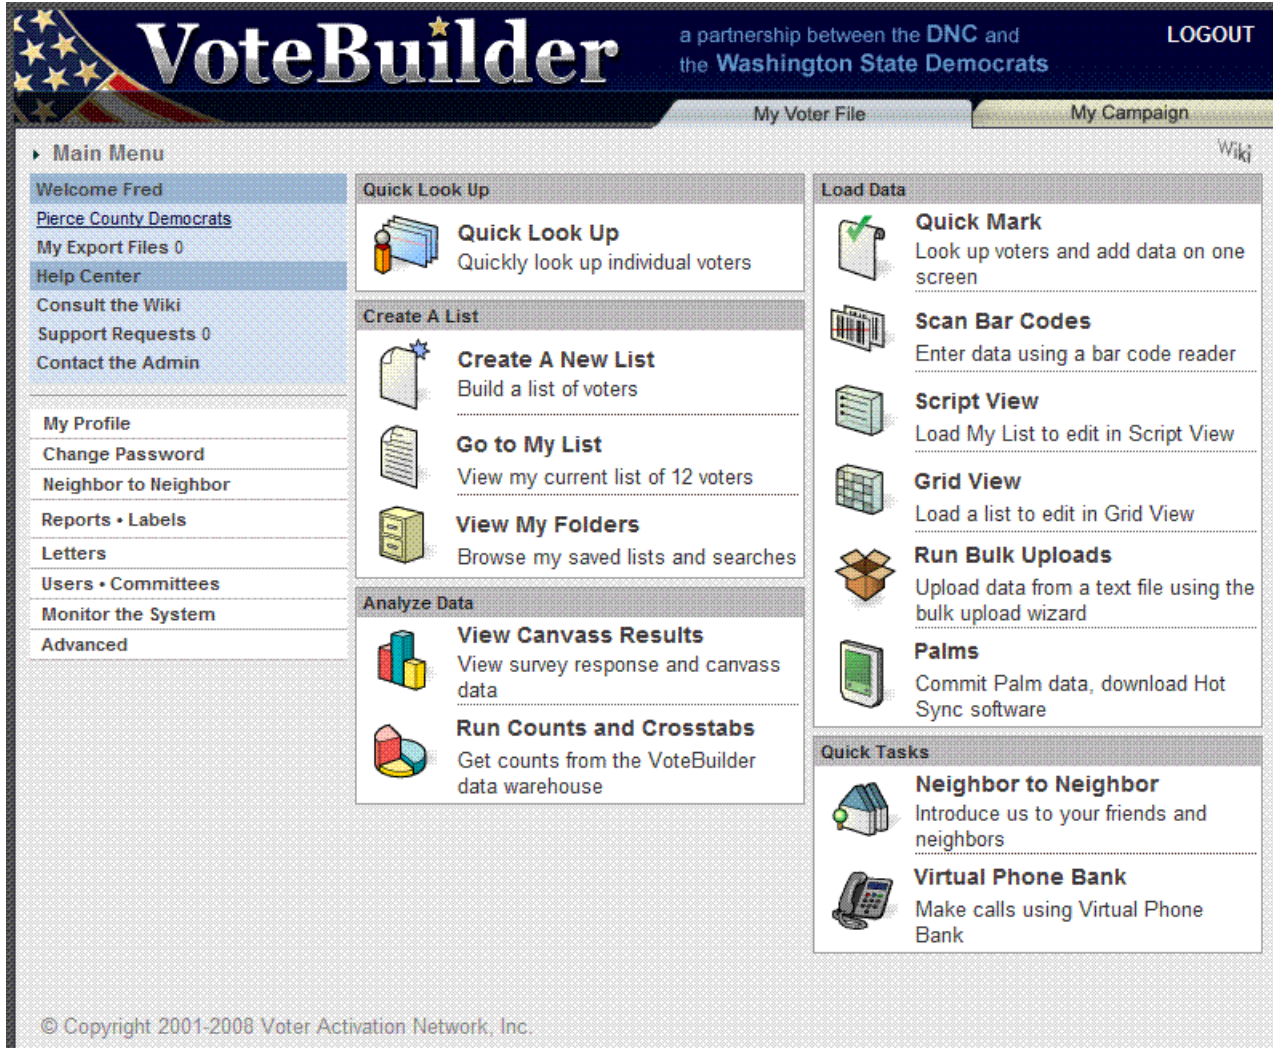 VoteBuilder
a partnership between the DNC and
the Washington State Democrats
LOGOUT
My Voter File
My Campaign
Main Menu
Wiki
Welcome Fred
Pierce County Democrats
My Export Files 0
Help Center
Consult the Wiki
Support Requests 0
Contact the Admin
My Profile
Change Password
Neighbor to Neighbor
Reports • Labels
Letters
Users • Committees
Monitor the System
Advanced
Quick Look Up
Quick Look Up
Quickly look up individual voters
Create A List
Create A New List
Build a list of voters
Go to My List
View my current list of 12 voters
View My Folders
Browse my saved lists and searches
Analyze Data
View Canvass Results
View survey response and canvass
data
Run Counts and Crosstabs
Get counts from the VoteBuilder
data warehouse
Load Data
Quick Mark
Look up voters and add data on one
screen
Scan Bar Codes
Enter data using a bar code reader
Script View
Load My List to edit in Script View
Grid View
Load a list to edit in Grid View
Run Bulk Uploads
Upload data from a text file using the
bulk upload wizard
Palms
Commit Palm data, download Hot
Sync software
Quick Tasks
Neighbor to Neighbor
Introduce us to your friends and
neighbors
Virtual Phone Bank
Make calls using Virtual Phone
Bank
© Copyright 2001-2008 Voter Activation Network, Inc.